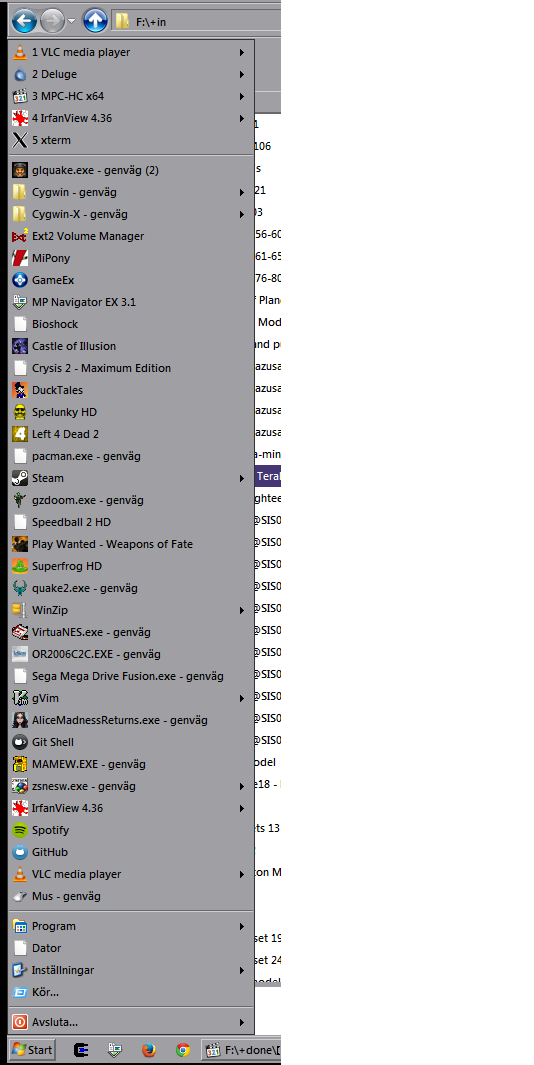 F:\+in
1 VLC media player
2 Deluge
3 MPC-HC x64
4 IrfanView 4.36
5 xterm
glquake.exe - genväg (2)
Cygwin - genväg
Cygwin-X - genväg
Ext2 Volume Manager
MiPony
GameEx
MP Navigator EX 3.1
Bioshock
Castle of Illusion
Crysis 2 - Maximum Edition
DuckTales
Spelunky HD
Left 4 Dead 2
pacman.exe - genväg
Steam
gzdoom.exe - genväg
Speedball 2 HD
Play Wanted - Weapons of Fate
Superfrog HD
quake2.exe - genväg
WinZip
VirtuaNES.exe - genväg
OR2006C2C.EXE - genväg
Sega Mega Drive Fusion.exe - genväg
gVim
AliceMadnessReturns.exe - genväg
Git Shell
MAMEW.EXE - genväg
zsnesw.exe - genväg
IrfanView 4.36
Spotify
GitHub
VLC media player
Mus - genväg
Program
Dator
Inställningar
Kör...
Avsluta...
1
106
s
21
03
56-60
61-65
76-80
Plan
Mod
and
azusa
azusa
azusa
azusa
a-min
Tera
ghtee
@SIS0
@SIS0
@SIS0
@SIS0
@SIS0
@SIS0
@SIS0
@SIS0
@SIS0
@SIS0
@SIS0
odel
e18 -
ets 13
ton M
set 19
set 24
model
Start
F:\+done\[